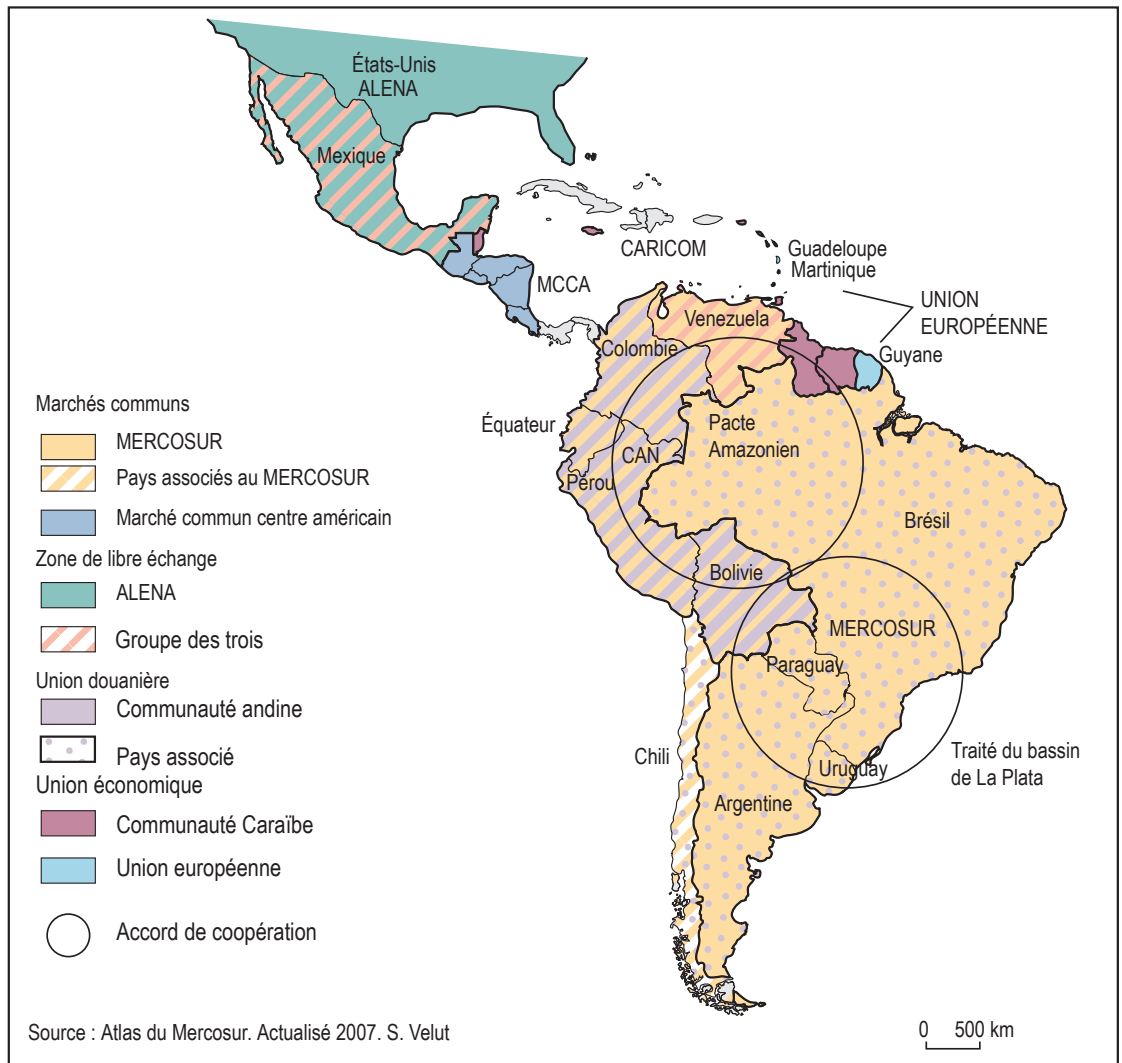 États-Unis
ALENA
Mexique
CARICOM
MCCA
Guadeloupe
Martinique
UNION
EUROPÉENNE
Guyane
Venezuela
Colombie
Équateur
CAN
Pérou
Pacte
Amazonien
Brésil
Bolivie
MERCOSUR
Paraguay
Chili
Uruguay
Argentine
Traité du bassin
de La Plata
Marchés communs
MERCOSUR
Pays associés au MERCOSUR
Marché commun centre américain
Zone de libre échange
ALENA
Groupe des trois
Union douanière
Communauté andine
Pays associé
Union économique
Communauté Caraïbe
Union européenne
Accord de coopération
Source : Atlas du Mercosur. Actualisé 2007. S. Velut
0 500 km